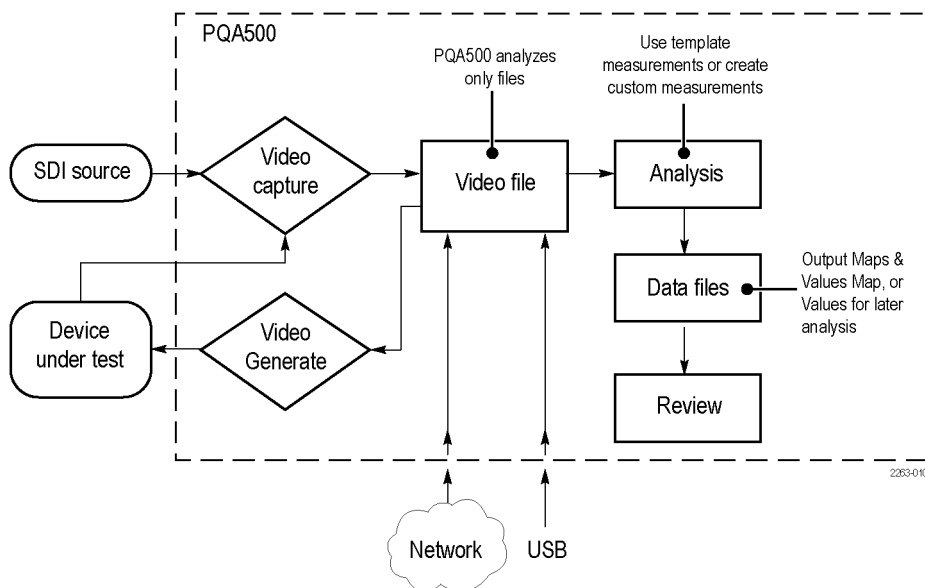 PQA500
PQA500 analyzes
only files
Use template
measurements or create
custom measurements
SDI source
Video
capture
Video file
Analysis
Device
under test
Video
Generate
Data files
Output Maps &
Values Map, or
Values for later
analysis
Review
2263-010
Network
USB